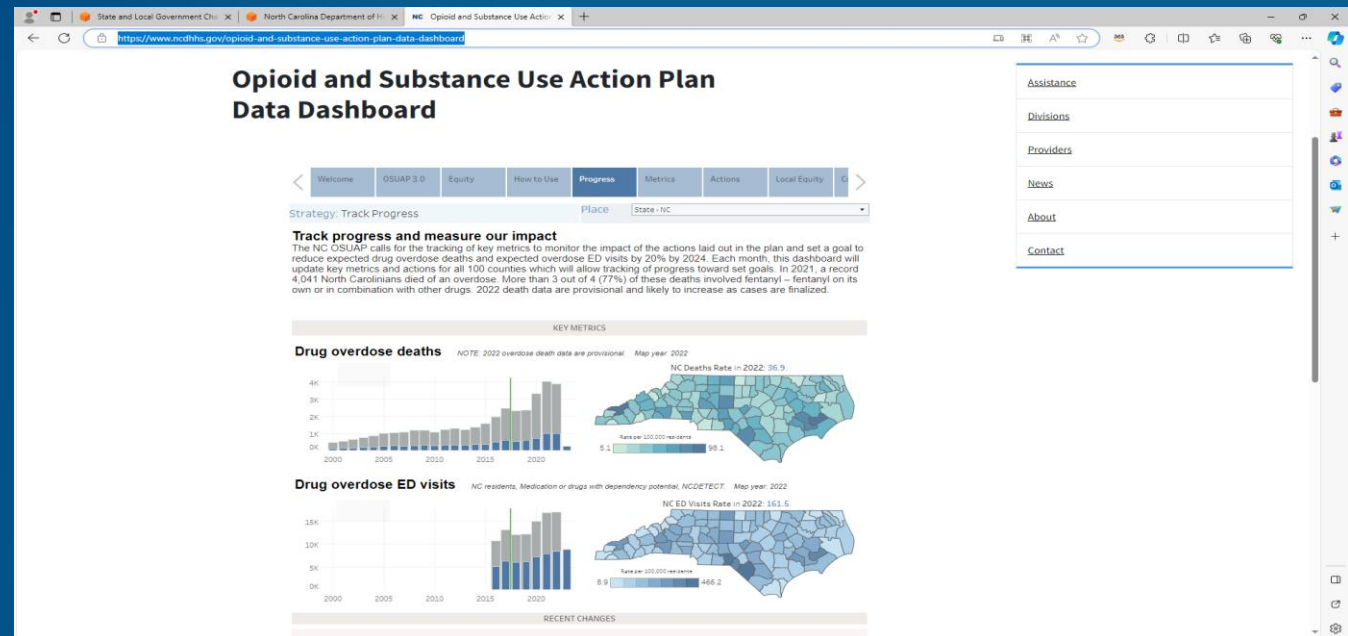 State and Local Government Cha
North Carolina Department of H
NC Opioid and Substance Use Actio
https://www.ncdhhs.gov/opioid-and-substance-use-action-plan-data-dashboard
Opioid and Substance Use Action Plan
Data Dashboard
Assistance
Divisions
Providers
News
About
Contact
Welcome OSUAP 3.0 Equity How to Use Progress Metrics Actions Local Equity
Strategy: Track Progress Place State - NC
Track progress and measure our impact
The NC OSUAP calls for the tracking of key metrics to monitor the impact of the actions laid out in the plan and set a goal to
reduce expected drug overdose deaths and expected overdose ED visits by 20% by 2024. Each month, this dashboard will
update key metrics and actions for all 100 counties which will allow tracking of progress toward set goals. In 2021, a record
4,041 North Carolinians died of an overdose. More than 3 out of 4 (77%) of these deaths involved fentanyl – fentanyl on its
own or in combination with other drugs. 2022 death data are provisional and likely to increase as cases are finalized.
KEY METRICS
Drug overdose deaths NOTE: 2022 overdose death data are provisional. Map year: 2022
NC Deaths Rate in 2022: 36.9
4K
3K
2K
1K
0K
2000 2005 2010 2015 2020
Rate per 100,000 residents
5.1 98.1
Drug overdose ED visits NC residents, Medication or drugs with dependency potential, NCDETECT. Map year: 2022
NC ED Visits Rate in 2022: 161.5
15K
10K
5K
0K
2000 2005 2010 2015 2020
Rate per 100,000 residents
8.9 466.2
RECENT CHANGES